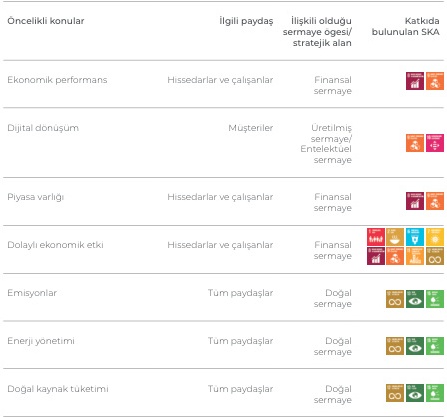 Öncelikli konular
İlgili paydaş
İlişkili olduğu
sermaye ögesi/
stratejik alan
Katkıda
bulunulan SKA
Ekonomik performans
Hissedarlar ve çalışanlar
Finansal
sermaye
Dijital dönüşüm
Müşteriler
Üretilmiş
sermaye/
Entelektüel
sermaye
Piyasa varlığı
Hissedarlar ve çalışanlar
Finansal
sermaye
Dolaylı ekonomik etki
Hissedarlar ve çalışanlar
Finansal
sermaye
Emisyonlar
Tüm paydaşlar
Doğal
sermaye
Enerji yönetimi
Tüm paydaşlar
Doğal
sermaye
Doğal kaynak tüketimi
Tüm paydaşlar
Doğal
sermaye